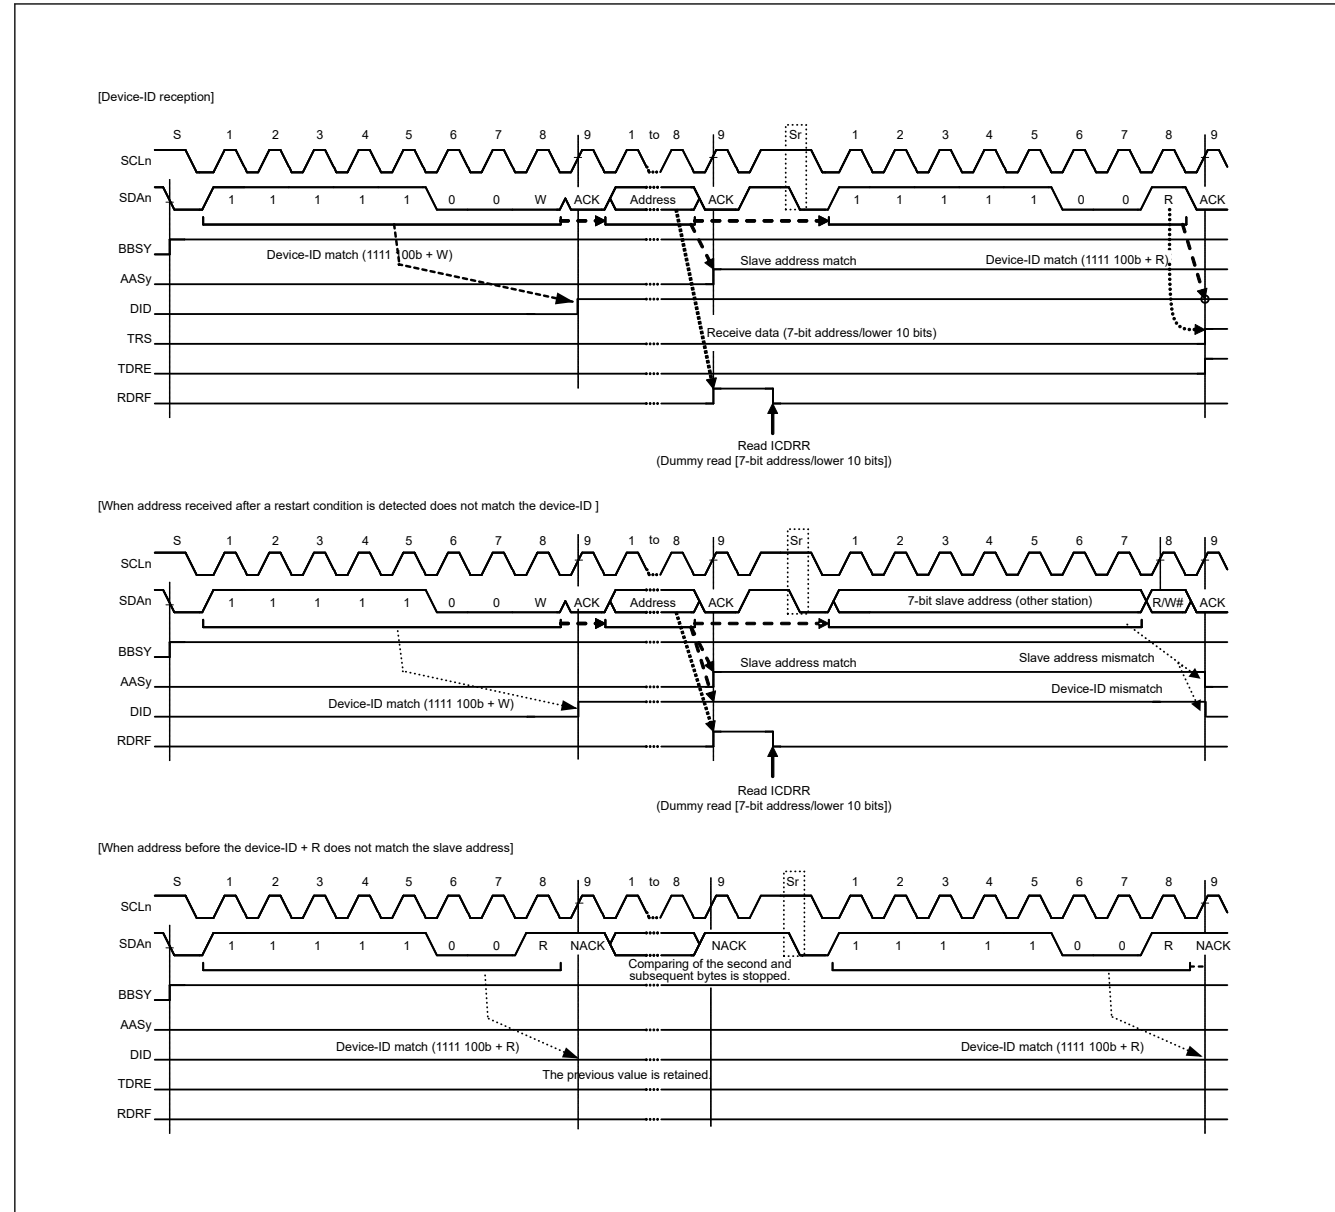 [Device-ID reception]
S 1 2 3 4 5 6 7 8 9 1 to 8 9 Sr 1 2 3 4 5 6 7 8 9
SCLn
SDAn 1 1 1 1 1 0 0 W ACK Address ACK 1 1 1 1 1 0 0 R ACK
BBSY
Device-ID match (1111 100b + W)
Slave address match
Device-ID match (1111 100b + R)
AASy
DID
TRS
Receive data (7-bit address/lower 10 bits)
TDRE
RDRF
Read ICDRR
(Dummy read [7-bit address/lower 10 bits])
[When address received after a restart condition is detected does not match the device-ID ]
S 1 2 3 4 5 6 7 8 9 1 to 8 9 Sr 1 2 3 4 5 6 7 8 9
SCLn
SDAn 1 1 1 1 1 0 0 W ACK Address ACK 7-bit slave address (other station) R/W# ACK
BBSY
Slave address match
Slave address mismatch
AASy
Device-ID mismatch
Device-ID match (1111 100b + W)
DID
RDRF
Read ICDRR
(Dummy read [7-bit address/lower 10 bits])
[When address before the device-ID + R does not match the slave address]
S 1 2 3 4 5 6 7 8 9 1 to 8 9 Sr 1 2 3 4 5 6 7 8 9
SCLn
SDAn 1 1 1 1 1 0 0 R NACK NACK 1 1 1 1 1 0 0 R NACK
Comparing of the second and
subsequent bytes is stopped.
BBSY
AASy
Device-ID match (1111 100b + R)
Device-ID match (1111 100b + R)
DID
The previous value is retained.
TDRE
RDRF